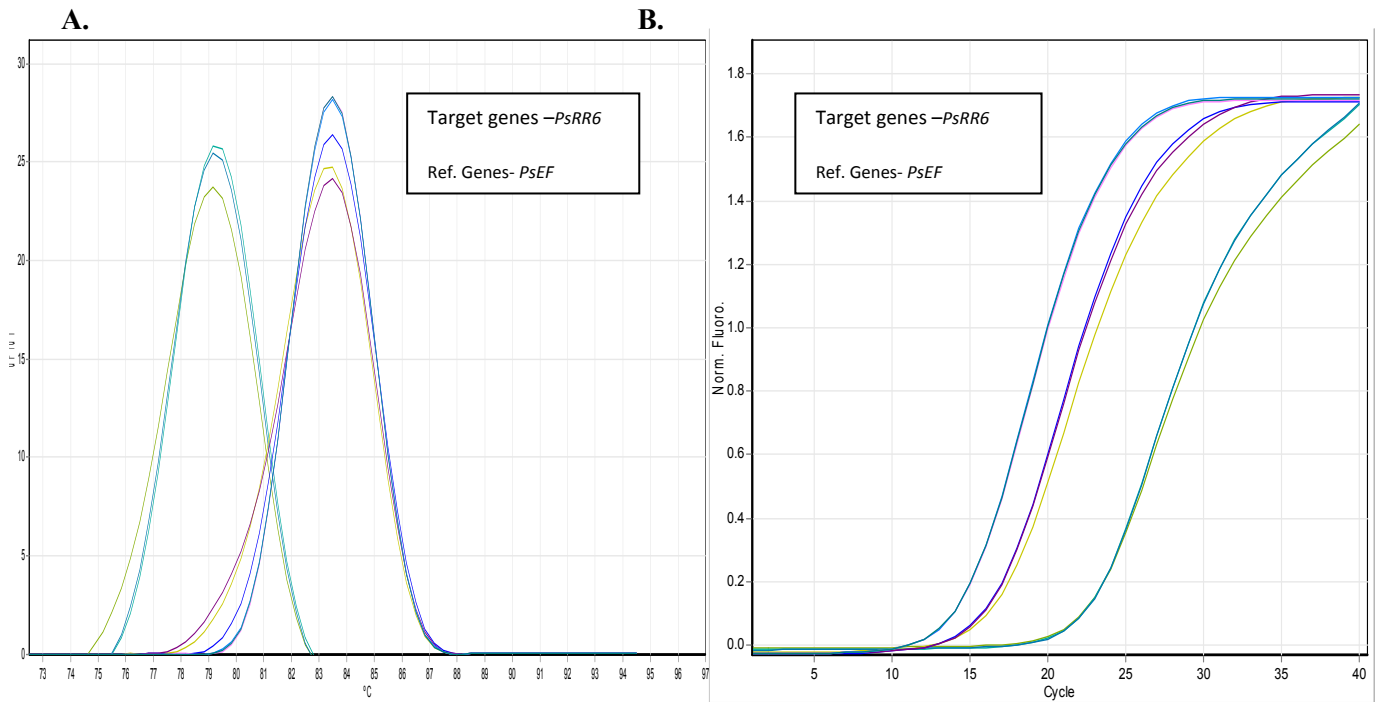 A.
B.
30
25
20
15
10
5
0
Target genes –PsRR6
Ref. Genes- PsEF
73 74 75 76 77 78 79 80 81 82 83 84 85 86 87 88 89 90 91 92 93 94 95 96 97
ºC
1.8
1.6
1.4
1.2
1.0
0.8
0.6
0.4
0.2
0.0
Norm. Fluoro.
Target genes –PsRR6
Ref. Genes- PsEF
5 10 15 20 25 30 35 40
Cycle